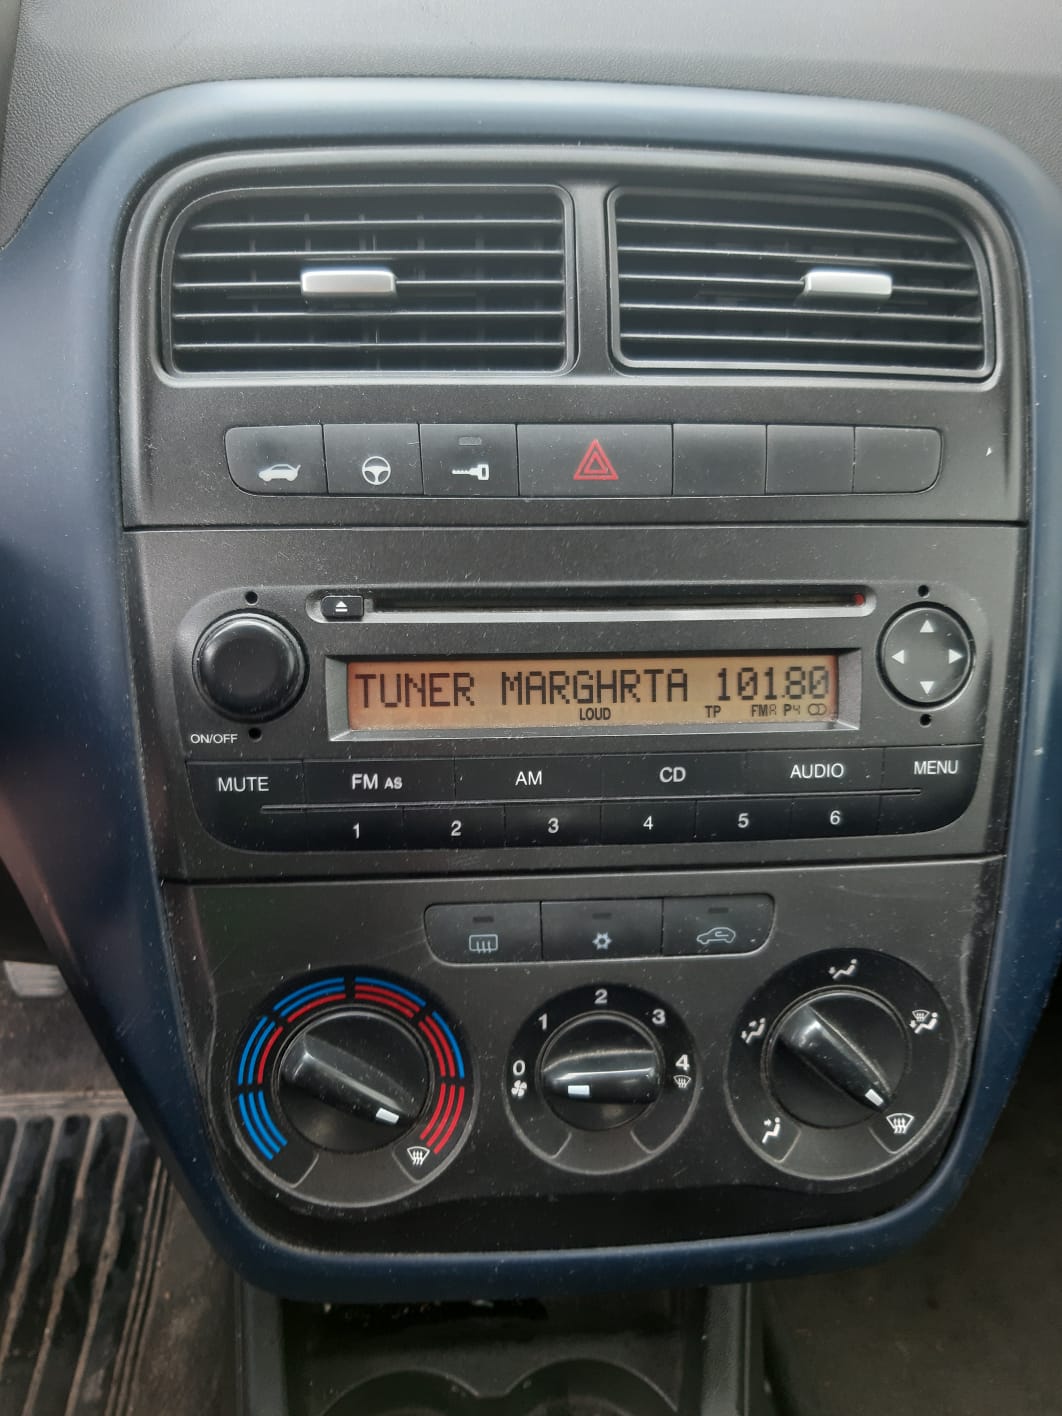 TUNER MARGHRTA 101.80
LOUD TP FMA P4
ON/OFF
MUTE FM AS AM CD AUDIO MENU
1 2 3 4 5 6
0 1 2 3 4